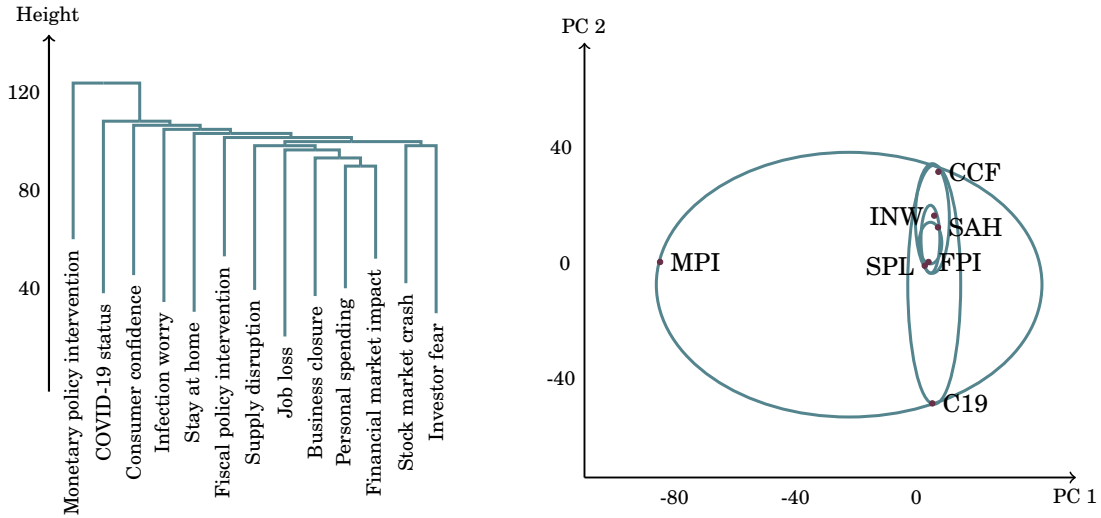 Height
120
80
40
Monetary policy intervention
COVID-19 status
Consumer confidence
Infection worry
Stay at home
Fiscal policy intervention
Supply disruption
Job loss
Business closure
Personal spending
Financial market impact
Stock market crash
Investor fear
PC 2
40
0
-40
CCF
INW
SAH
MPI
SPL
FPI
C19
-80
-40
0
PC 1